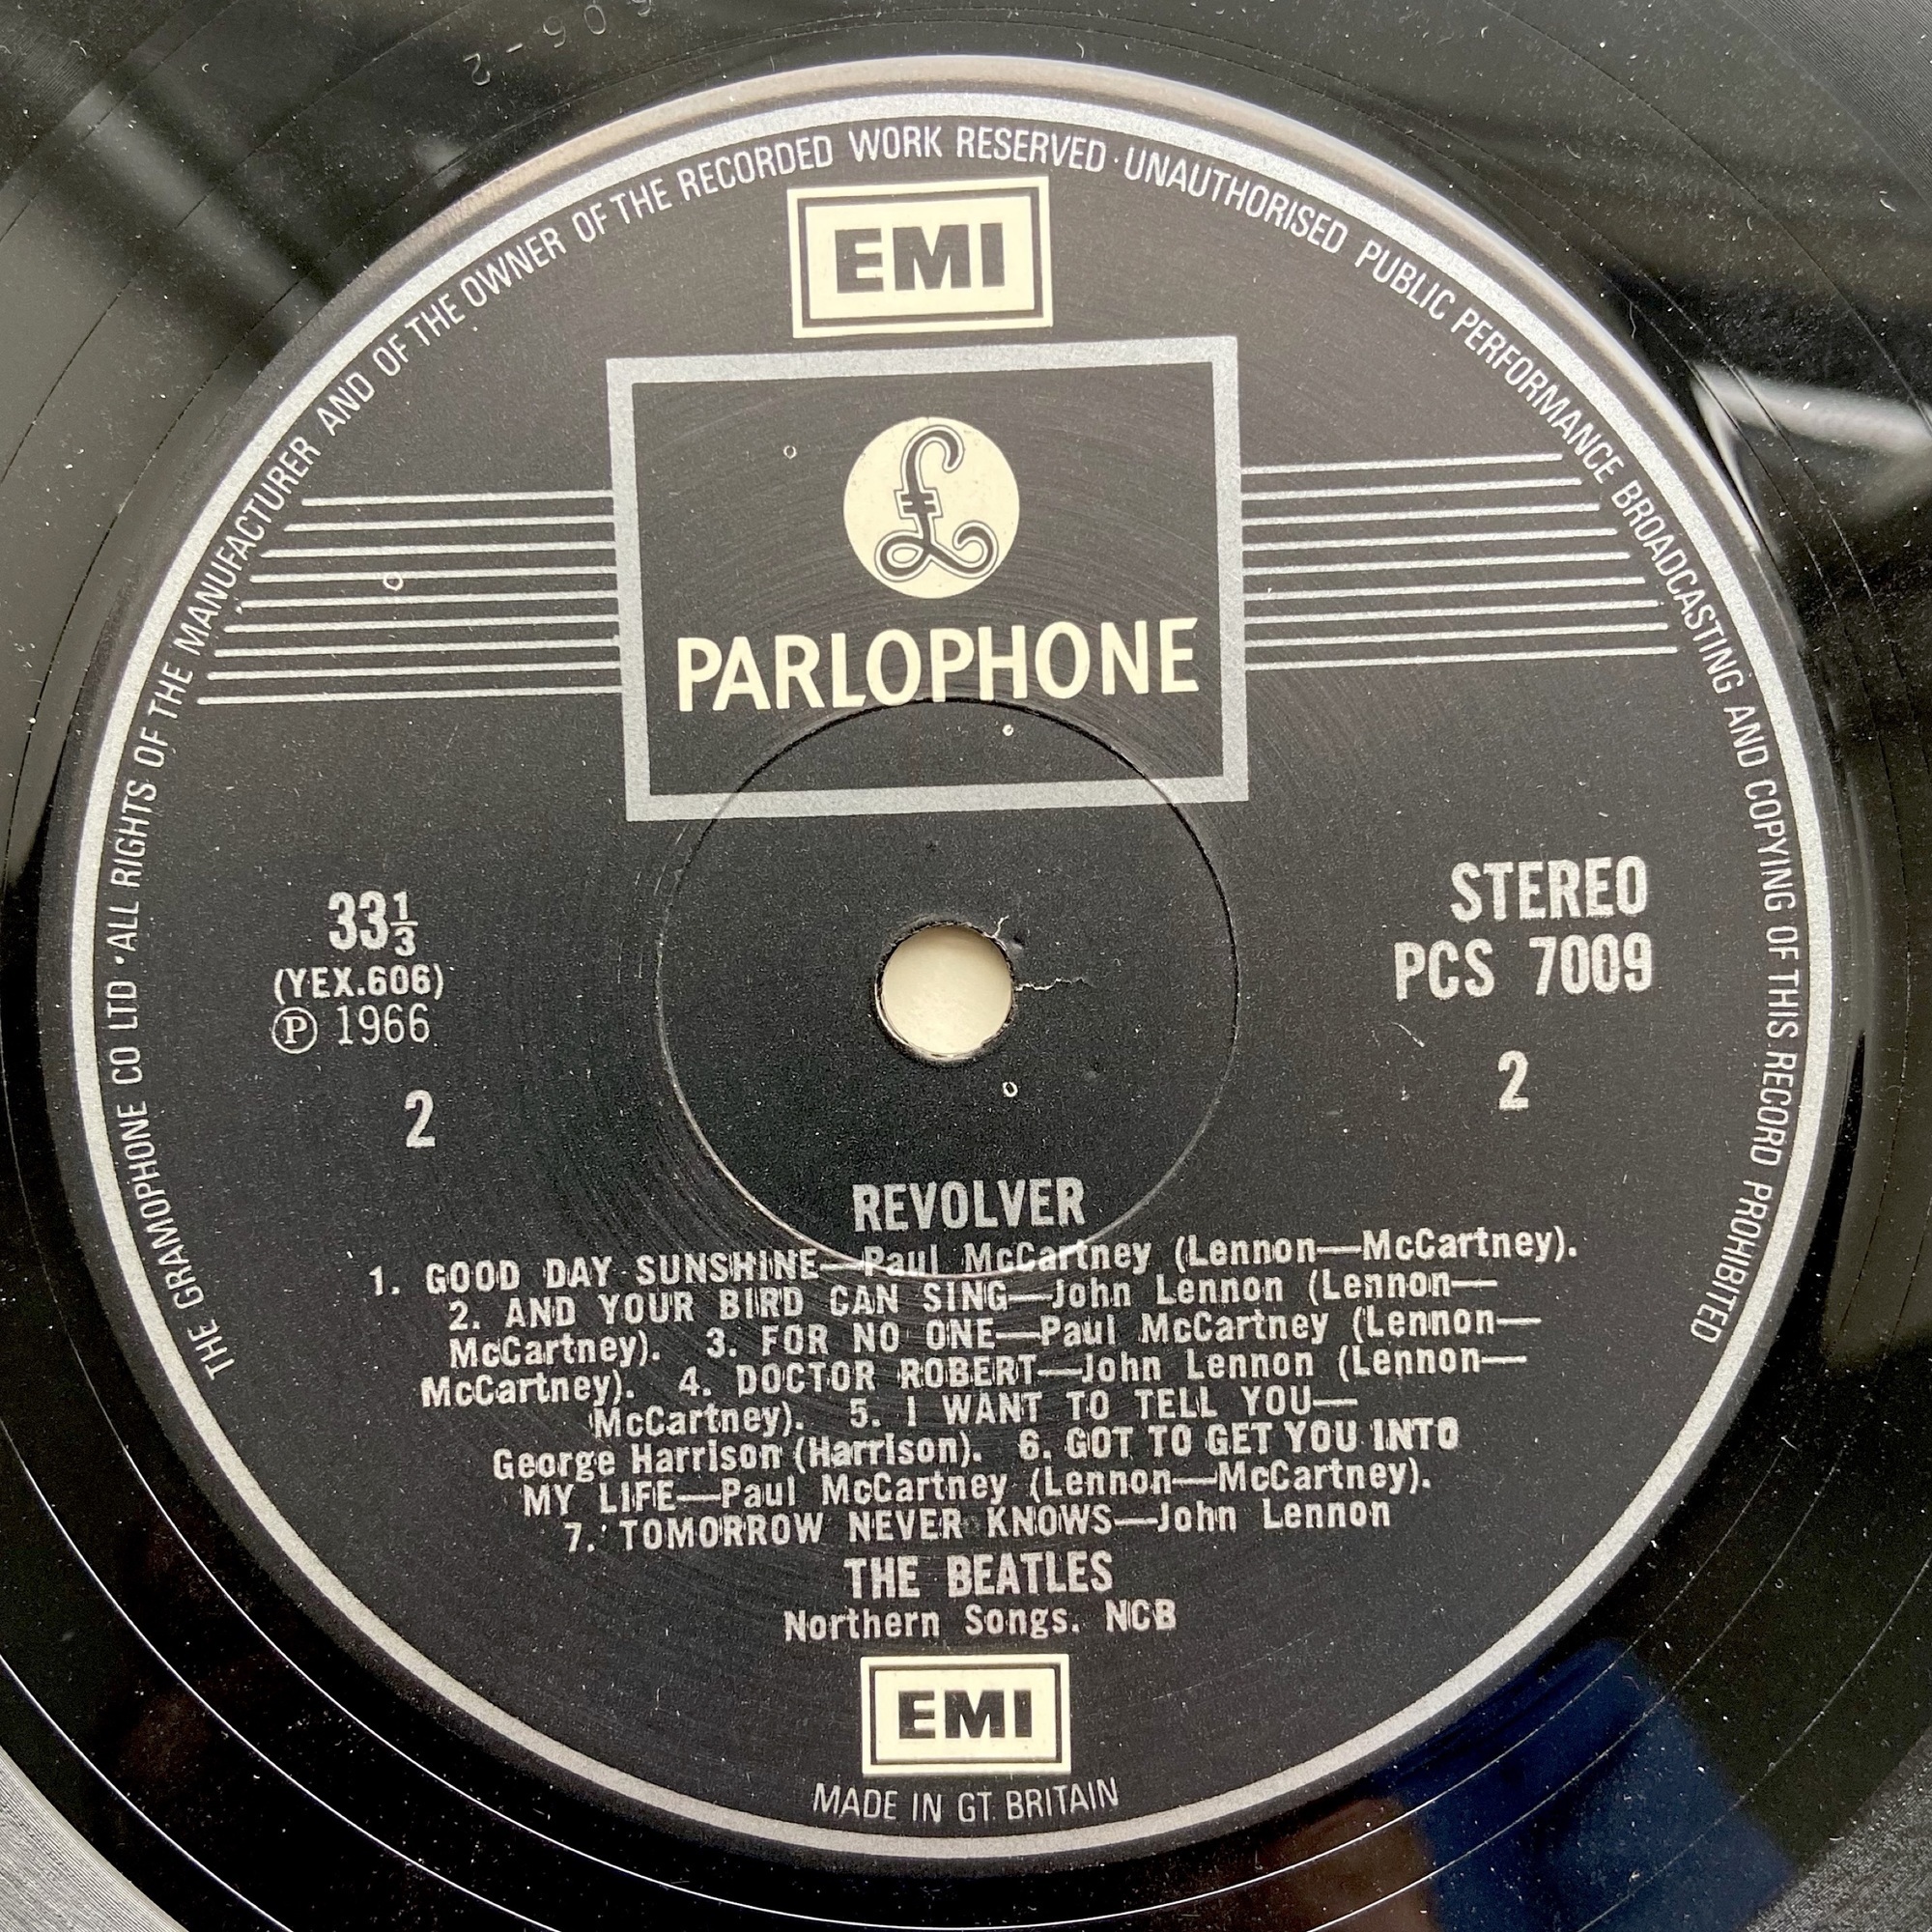 06-2
THE GRAMOPHONE CO LTD · ALL RIGHTS OF THE MANUFACTURER AND OF THE OWNER OF THE RECORDED WORK RESERVED · UNAUTHORISED PUBLIC PERFORMANCE BROADCASTING AND COPYING OF THIS RECORD PROHIBITED
EMI
£
PARLOPHONE
33⅓
(YEX.606)
Ⓟ 1966
2
STEREO
PCS 7009
2
REVOLVER
1. GOOD DAY SUNSHINE—Paul McCartney (Lennon—McCartney).
2. AND YOUR BIRD CAN SING—John Lennon (Lennon—
McCartney). 3. FOR NO ONE—Paul McCartney (Lennon—
McCartney). 4. DOCTOR ROBERT—John Lennon (Lennon—
McCartney). 5. I WANT TO TELL YOU—
George Harrison (Harrison). 6. GOT TO GET YOU INTO
MY LIFE—Paul McCartney (Lennon—McCartney).
7. TOMORROW NEVER KNOWS—John Lennon
THE BEATLES
Northern Songs. NCB
EMI
MADE IN GT. BRITAIN